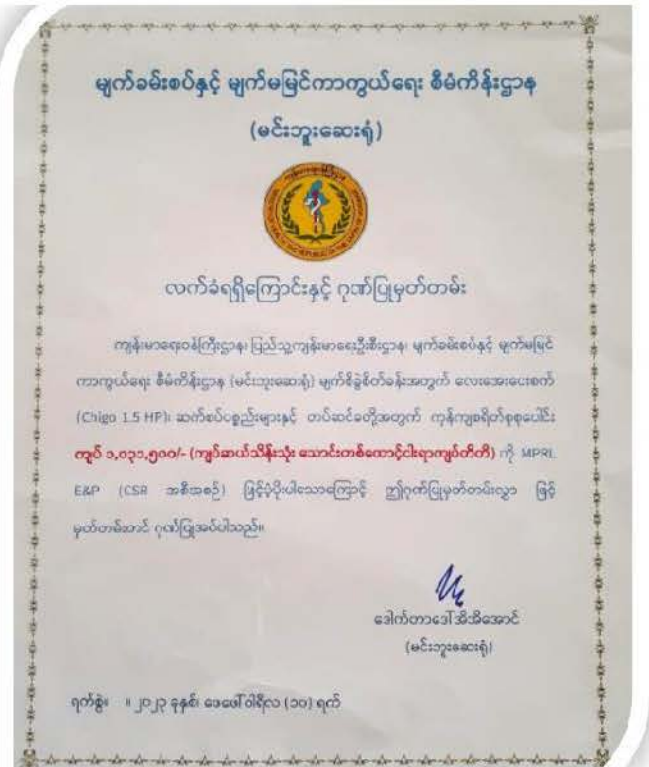 မျက်ခမ်းစပ်နှင့် မျက်မမြင်ကာကွယ်ရေး စီမံကိန်းဌာန
(မင်းဘူးဆေးရုံ)
လက်ခံရရှိကြောင်းနှင့် ဂုဏ်ပြုမှတ်တမ်း
ကျန်းမာရေးဝန်ကြီးဌာန၊ ပြည်သူ့ကျန်းမာရေးဦးစီးဌာန၊ မျက်ခမ်းစပ်နှင့် မျက်မမြင်
ကာကွယ်ရေး စီမံကိန်းဌာန (မင်းဘူးဆေးရုံ) မျက်စိခွဲစိတ်ခန်းအတွက် လေးအေးပေးစက်
(Chigo 1.5 HP)၊ ဆက်စပ်ပစ္စည်းများနှင့် တပ်ဆင်ခတို့အတွက် ကုန်ကျစရိတ်စုစုပေါင်း
ကျပ် ၁,၀၃၁,၅၀၀/- (ကျပ်ဆယ်သိန်းသုံး သောင်းတစ်ထောင့်ငါးရာကျပ်တိတိ) ကို MPRL
E&P (CSR အစီအစဉ်) ဖြင့်ပံ့ပိုးပါသောကြောင့် ဤဂုဏ်ပြုမှတ်တမ်းလွှာ ဖြင့်
မှတ်တမ်းတင် ဂုဏ်ပြုအပ်ပါသည်။
ဒေါက်တာဒေါ်အိအိအောင်
(မင်းဘူးဆေးရုံ)
ရက်စွဲ။ ။ ၂၀၂၃ ခုနှစ်၊ ဖေဖော်ဝါရီလ (၁၀) ရက်